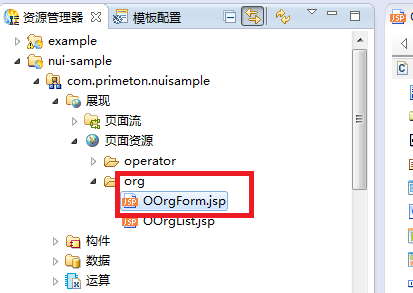 资源管理器 模板配置
example
nui-sample
com.primeton.nuisample
展现
页面流
页面资源
operator
org
OOrgForm.jsp
OOrgList.jsp
构件
数据
运算